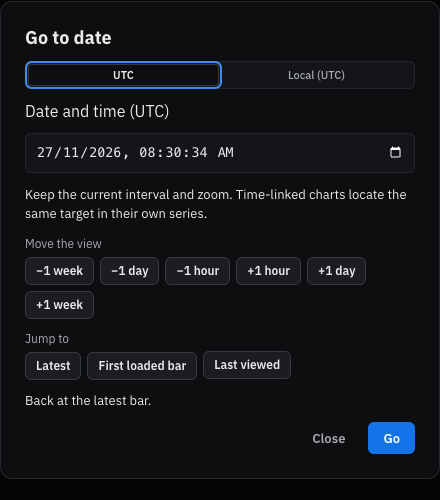 Go to date
UTC Local (UTC)
Date and time (UTC)
27/11/2026, 08:30:34 AM
Keep the current interval and zoom. Time-linked charts locate the
same target in their own series.
Move the view
−1 week −1 day −1 hour +1 hour +1 day
+1 week
Jump to
Latest First loaded bar Last viewed
Back at the latest bar.
Close Go